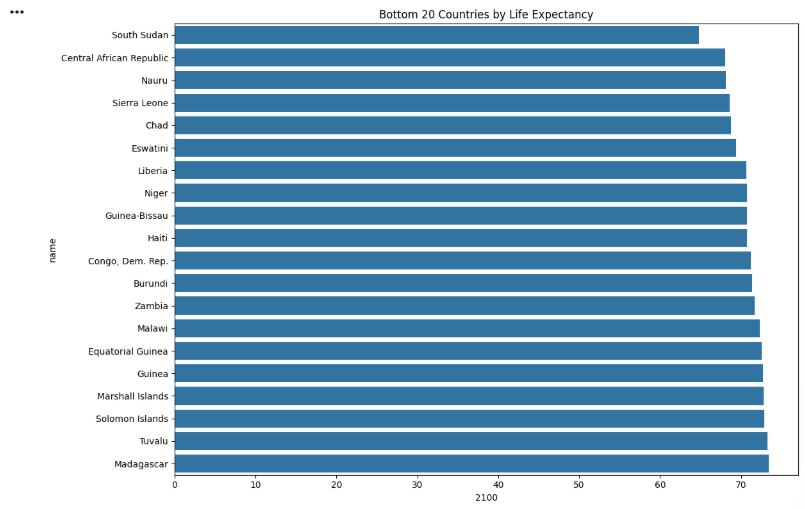 •••
Bottom 20 Countries by Life Expectancy
South Sudan
Central African Republic
Nauru
Sierra Leone
Chad
Eswatini
Liberia
Niger
Guinea-Bissau
Haiti
Congo, Dem. Rep.
Burundi
Zambia
Malawi
Equatorial Guinea
Guinea
Marshall Islands
Solomon Islands
Tuvalu
Madagascar
name
0 10 20 30 40 50 60 70
2100